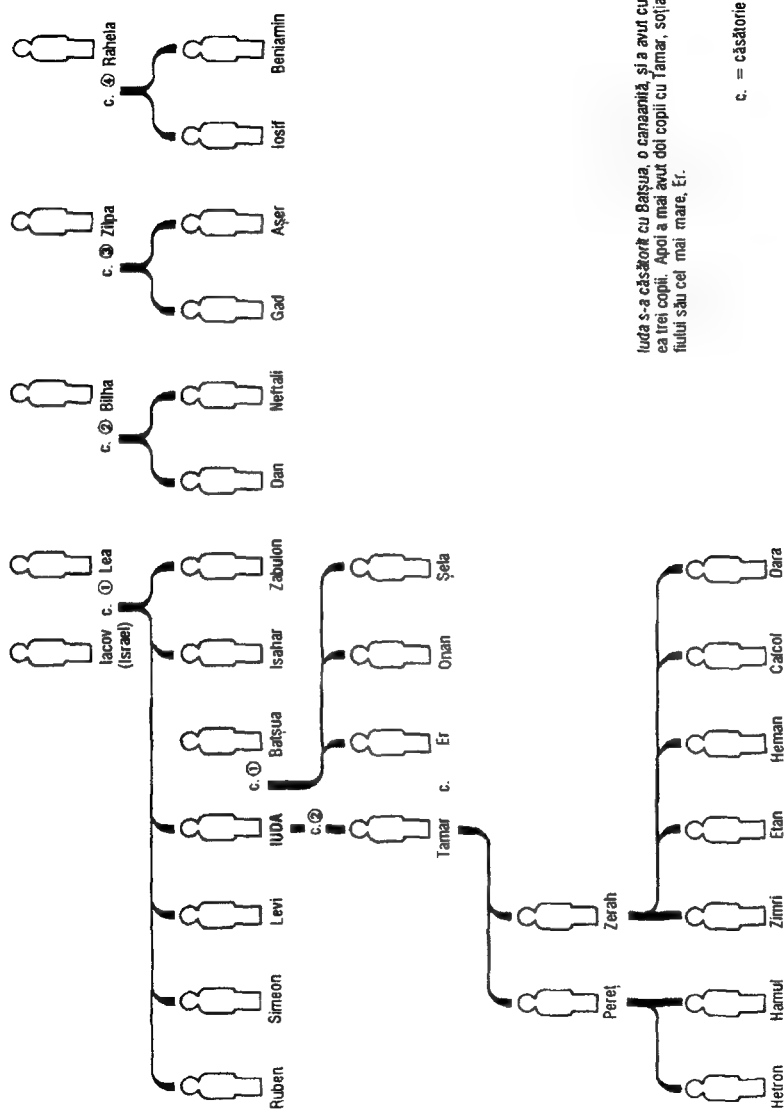 Iacov
(Israel)
c. ① Lea
c. ② Bilha
c. ③ Zilpa
c. ④ Rahela
Ruben
Simeon
Levi
IUDA
Isahar
Zabulon
Dan
Neftali
Gad
Așer
Iosif
Beniamin
c. ① Batșua
c.②
Tamar
c.
Er
Onan
Șela
Pereț
Zerah
Hetron
Hamul
Zimri
Etan
Heman
Calcol
Dara
Iuda s-a căsătorit cu Batșua, o canaanită, și a avut cu
ea trei copii. Apoi a mai avut doi copii cu Tamar, soția
fiului său cel mai mare, Er.
c. = căsătorie